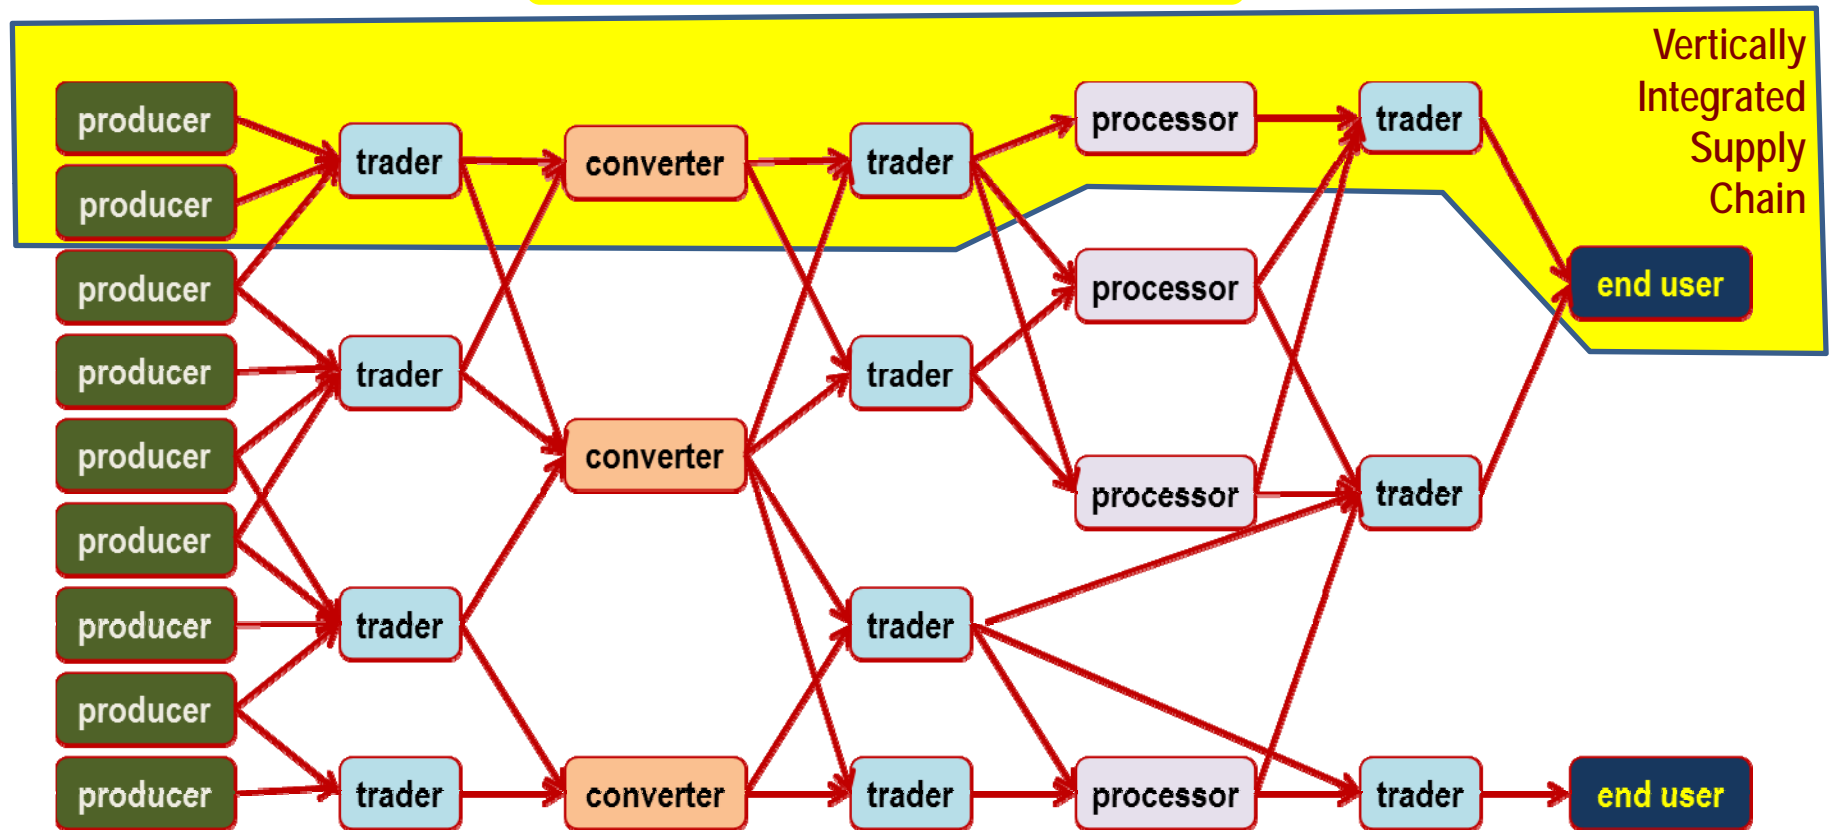 Vertically
Integrated
Supply
Chain
producer
producer
producer
producer
producer
producer
producer
producer
producer
trader
trader
trader
trader
converter
converter
converter
trader
trader
trader
trader
processor
processor
processor
processor
trader
trader
trader
end user
end user